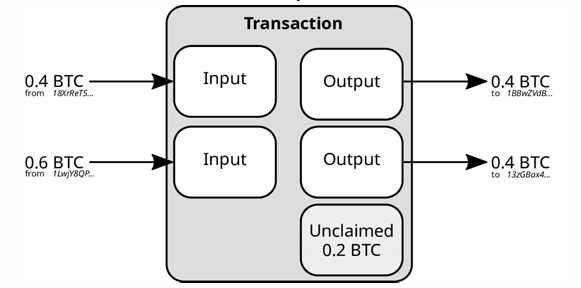 Transaction
0.4 BTC
from 18XrReT5...
Input
Output
0.4 BTC
to 1BBwZVdB...
0.6 BTC
from 1LwjY8QP...
Input
Output
0.4 BTC
to 13zGBax4...
Unclaimed
0.2 BTC